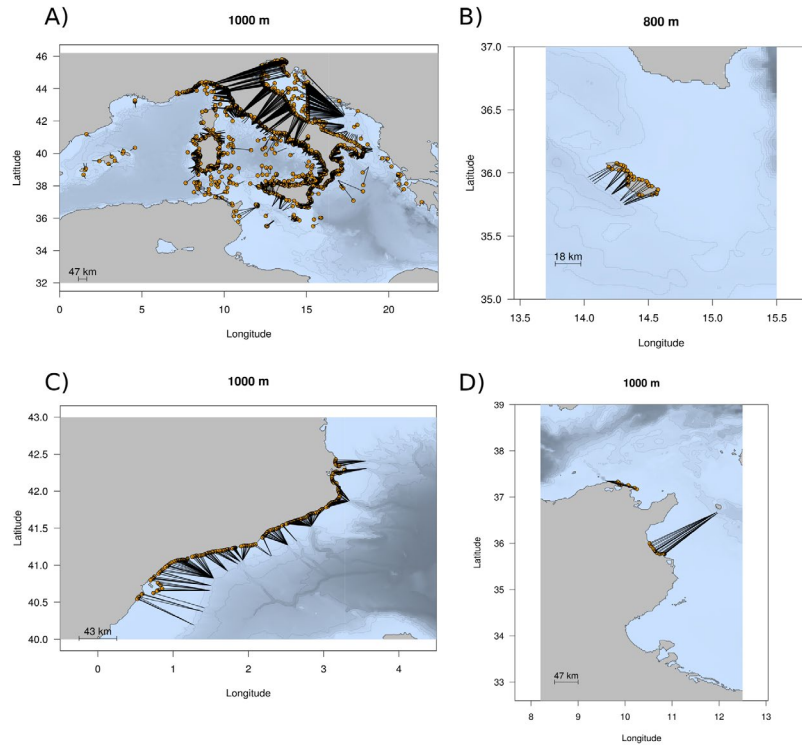 A)
1000 m
46
44
42
40
38
36
34
32
Latitude
47 km
0
5
10
15
20
Longitude
B)
800 m
37.0
36.5
36.0
35.5
35.0
Latitude
18 km
13.5
14.0
14.5
15.0
15.5
Longitude
C)
1000 m
43.0
42.5
42.0
41.5
41.0
40.5
40.0
Latitude
43 km
0
1
2
3
4
Longitude
D)
1000 m
39
38
37
36
35
34
33
Latitude
47 km
8
9
10
11
12
13
Longitude